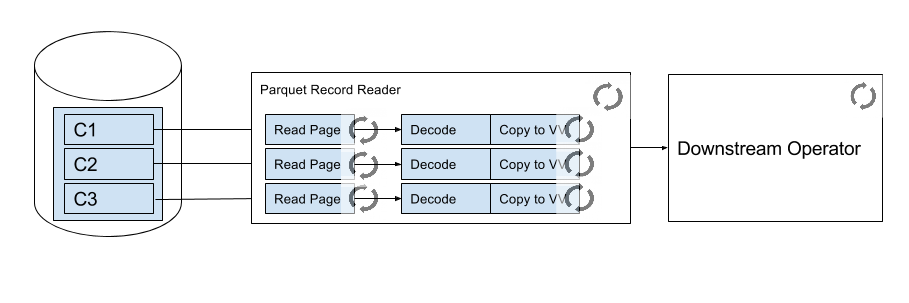 Parquet Record Reader
C1
Read Page
Decode
Copy to VV
C2
Read Page
Decode
Copy to VV
C3
Read Page
Decode
Copy to VV
Downstream Operator